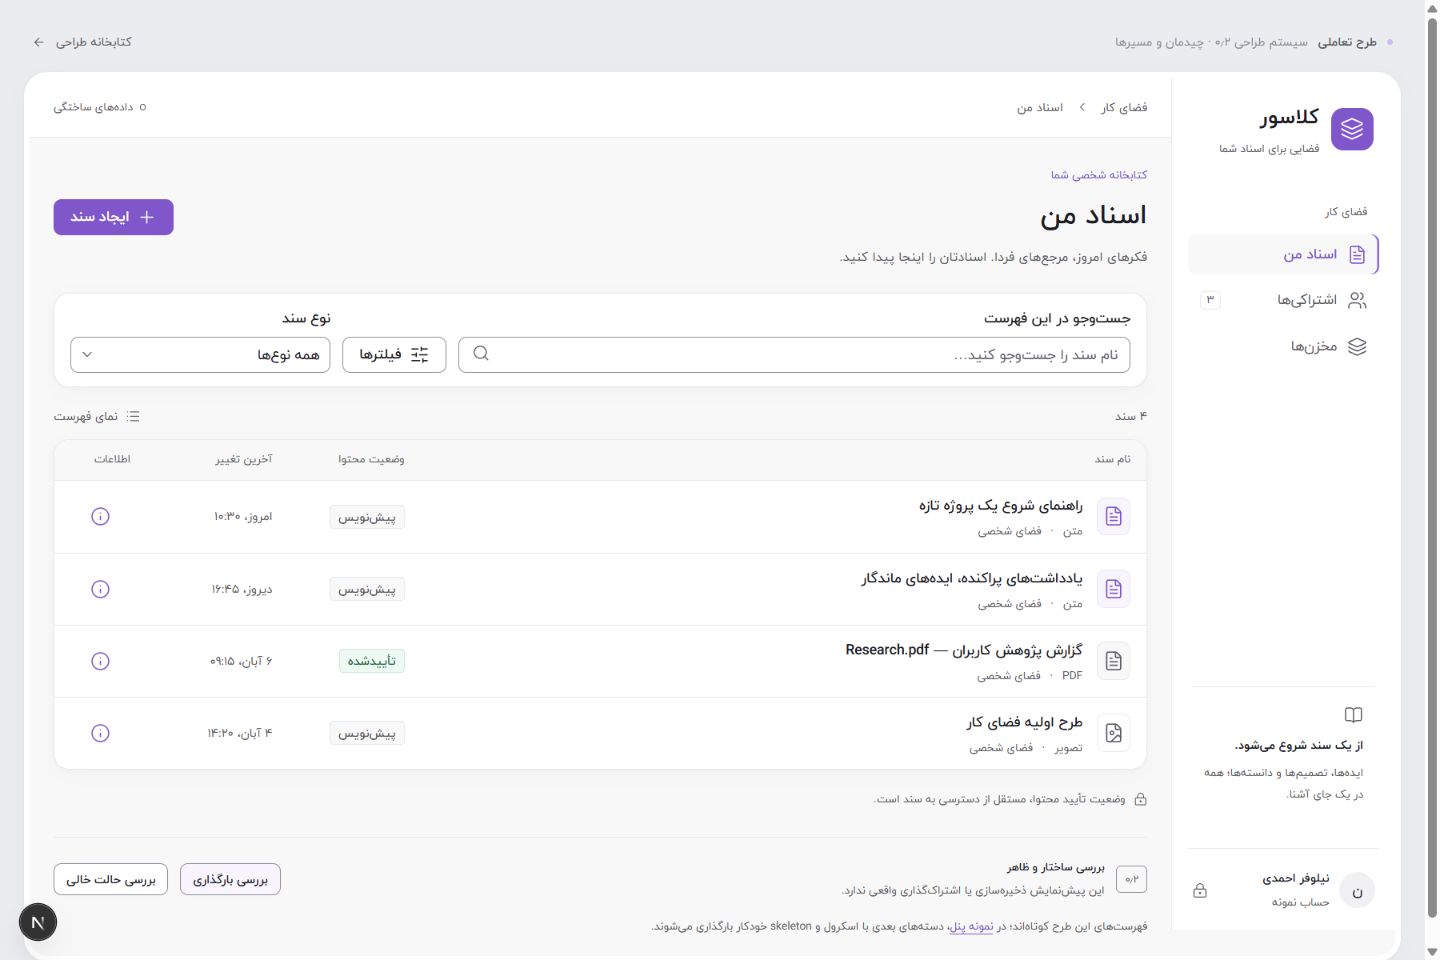 طرح تعاملی سیستم طراحی ۰٫۲ · چیدمان و مسیرها
کتابخانه طراحی
کلاسور
فضایی برای اسناد شما
فضای کار
اسناد من
اشتراکی‌ها ۳
مخزن‌ها
از یک سند شروع می‌شود.
ایده‌ها، تصمیم‌ها و دانسته‌ها؛ همه
در یک جای آشنا.
ن
نیلوفر احمدی
حساب نمونه
فضای کار اسناد من
داده‌های ساختگی
کتابخانه شخصی شما
اسناد من
ایجاد سند
فکرهای امروز، مرجع‌های فردا. اسنادتان را اینجا پیدا کنید.
جست‌وجو در این فهرست
نام سند را جست‌وجو کنید...
فیلترها
نوع سند
همه نوع‌ها
۴ سند
نمای فهرست
نام سند وضعیت محتوا آخرین تغییر اطلاعات
راهنمای شروع یک پروژه تازه
متن · فضای شخصی
پیش‌نویس
امروز، ۱۰:۳۰
یادداشت‌های پراکنده، ایده‌های ماندگار
متن · فضای شخصی
پیش‌نویس
دیروز، ۱۶:۴۵
گزارش پژوهش کاربران — Research.pdf
PDF · فضای شخصی
تأییدشده
۶ آبان، ۰۹:۱۵
طرح اولیه فضای کار
تصویر · فضای شخصی
پیش‌نویس
۴ آبان، ۱۴:۲۰
وضعیت تأیید محتوا، مستقل از دسترسی به سند است.
۰٫۲
بررسی ساختار و ظاهر
این پیش‌نمایش ذخیره‌سازی یا اشتراک‌گذاری واقعی ندارد.
بررسی بارگذاری
بررسی حالت خالی
فهرست‌های این طرح کوتاه‌اند؛ در نمونه پنل، دسته‌های بعدی با اسکرول و skeleton خودکار بارگذاری می‌شوند.
N